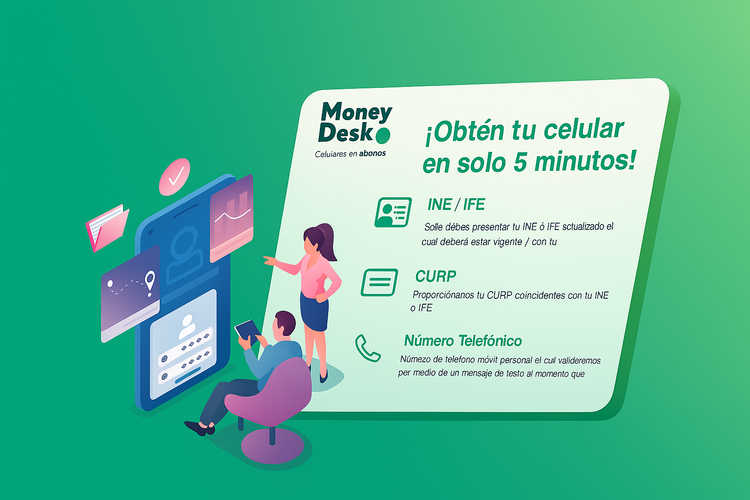 Money
Desk
Celulares en abonos
¡Obtén tu celular
en solo 5 minutos!
INE / IFE
Solle débes presentar tu INE ó IFE sctualizado el
cual deberá estar vigente / con tu
CURP
Proporciónanos tu CURP coincidentes con tu INE
o IFE
Número Telefónico
Númezo de telefono móvit personal el cul valideremos
per medio de un mensaje de testo al momento que